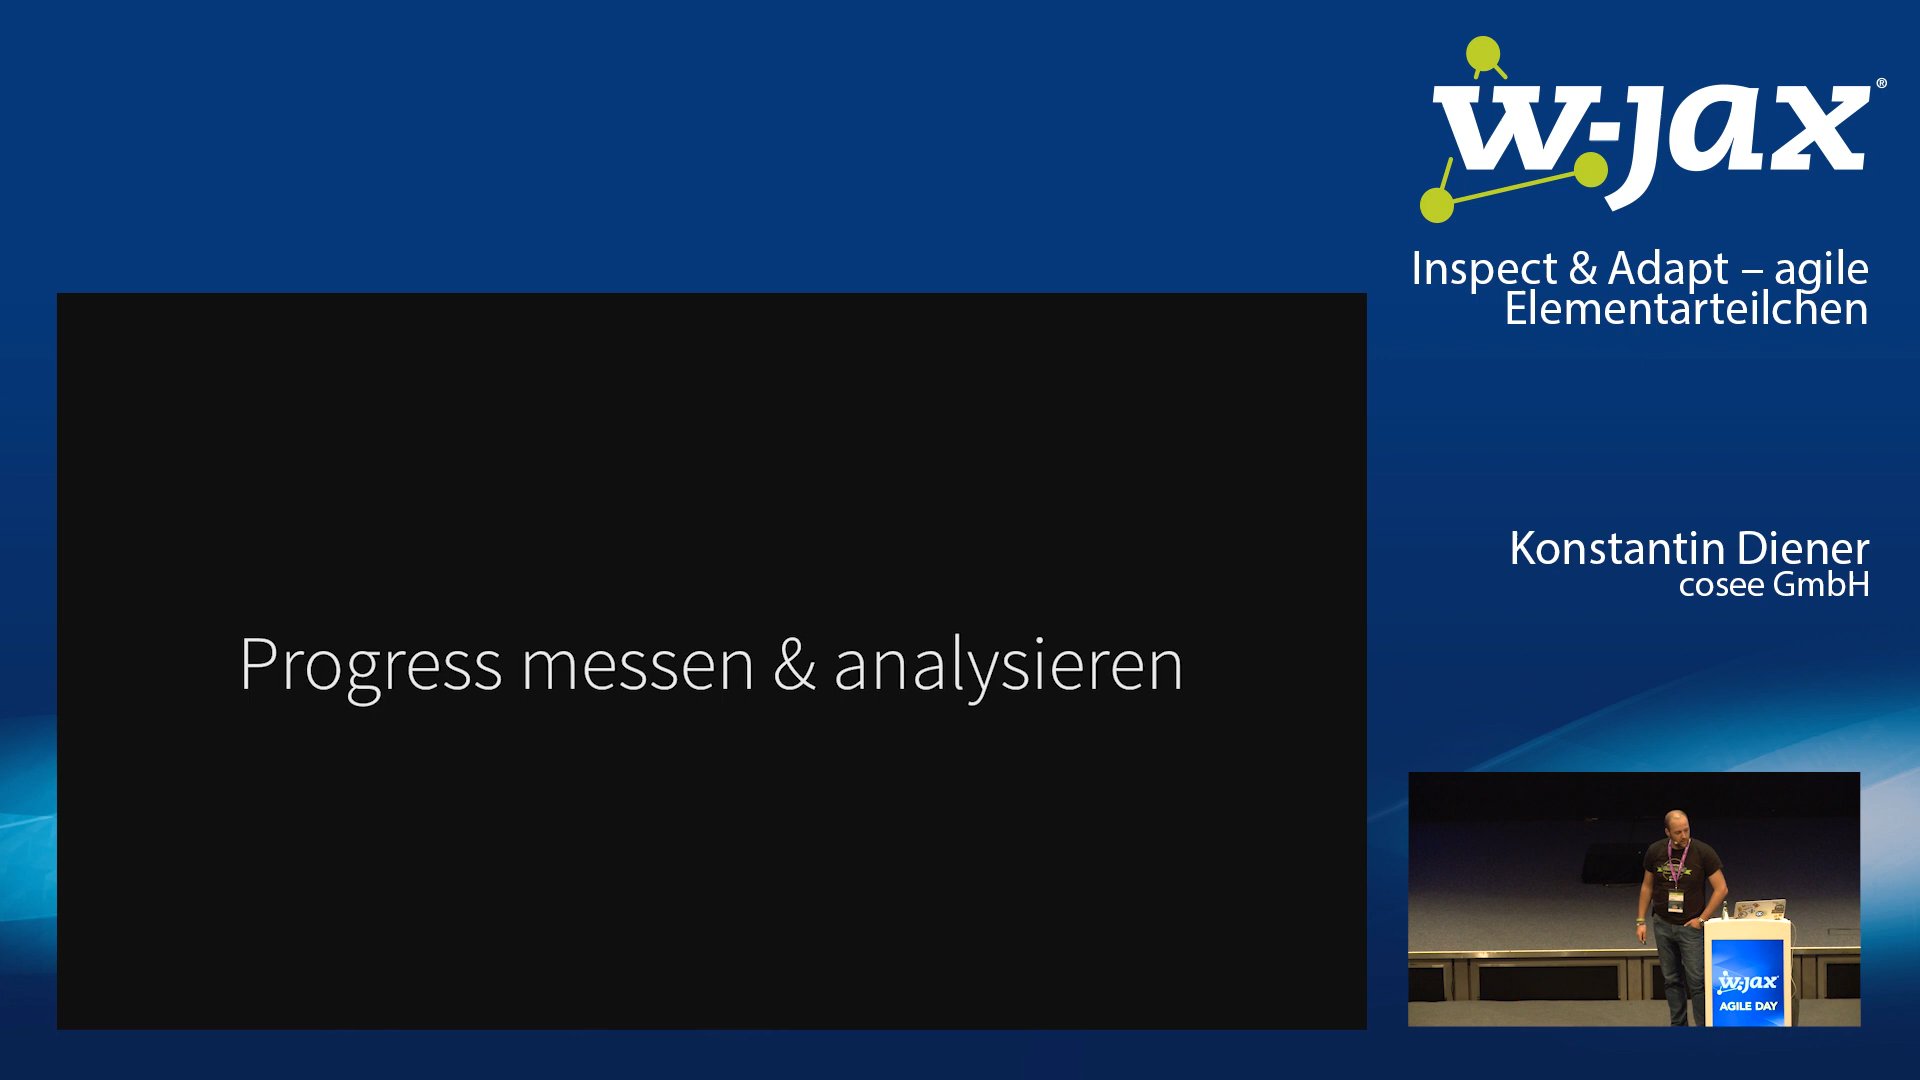 w-jax®
Inspect & Adapt – agile
Elementarteilchen
Progress messen & analysieren
Konstantin Diener
cosee GmbH
w-jax
AGILE DAY